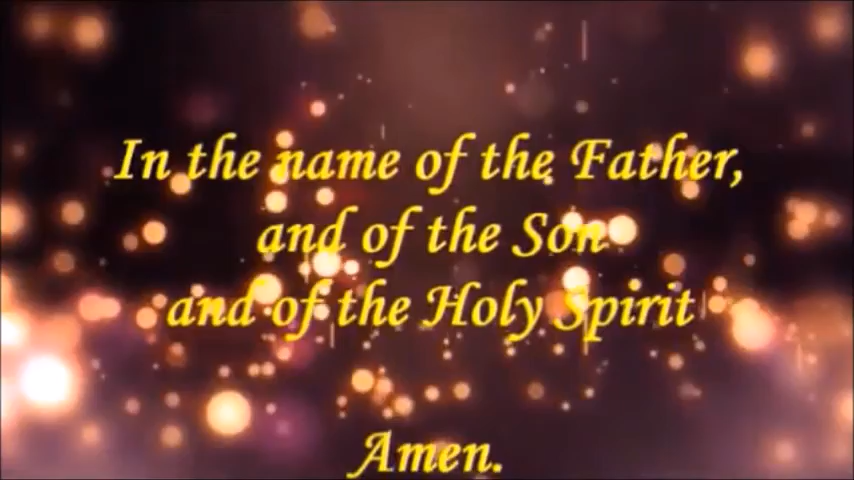 In the name of the Father,
and of the Son
and of the Holy Spirit
Amen.